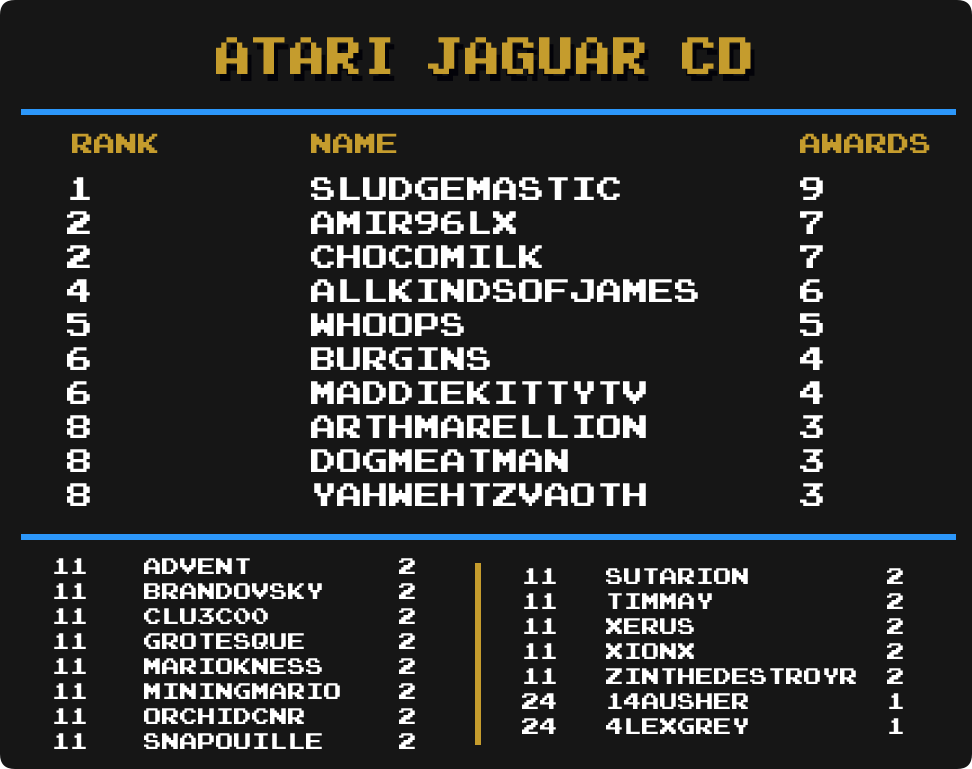 ATARI JAGUAR CD
RANK NAME AWARDS
1 SLUDGEMASTIC 9
2 AMIR96LX 7
2 CHOCOMILK 7
4 ALLKINDSOFJAMES 6
5 WHOOPS 5
6 BURGINS 4
6 MADDIEKITTYTV 4
8 ARTHMARELLION 3
8 DOGMEATMAN 3
8 YAHWEHTZVAOTH 3
11 ADVENT 2
11 BRANDOVSKY 2
11 CLU3COO 2
11 GROTESQUE 2
11 MARIOKNESS 2
11 MININGMARIO 2
11 ORCHIDCNR 2
11 SNAPOUILLE 2
11 SUTARION 2
11 TIMMAY 2
11 XERUS 2
11 XIONX 2
11 ZINTHEDESTROYR 2
24 14AUSHER 1
24 4LEXGREY 1